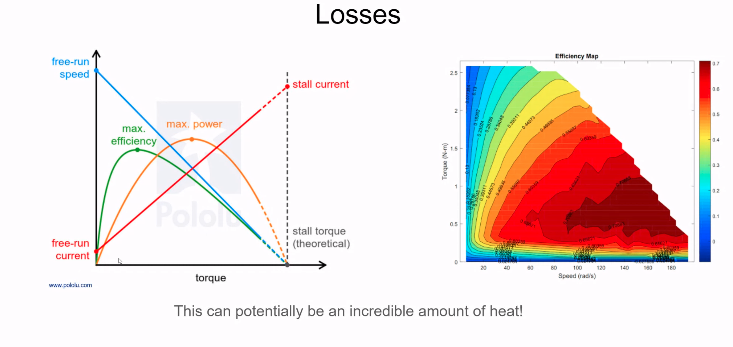 Losses
free-run
speed
max.
efficiency
max. power
stall current
Pololu
free-run
current
stall torque
(theoretical)
torque
www.pololu.com
Efficiency Map
Torque (N-m)
2.5
2
1.5
1
0.5
0
20
40
60
80
100
120
140
160
180
Speed (rad/s)
0.7
0.6
0.5
0.4
0.3
0.2
0.1
0
This can potentially be an incredible amount of heat!